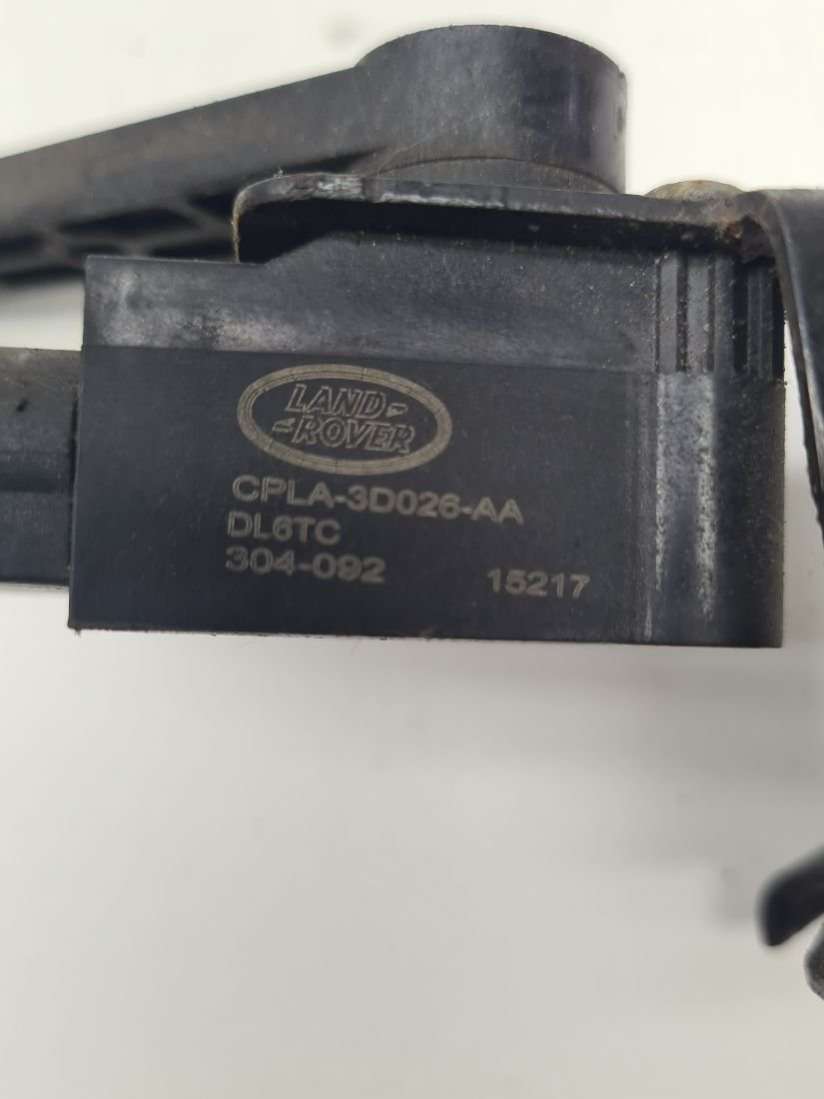 LAND
ROVER
CPLA-3D026-AA
DL6TC
304-092 15217